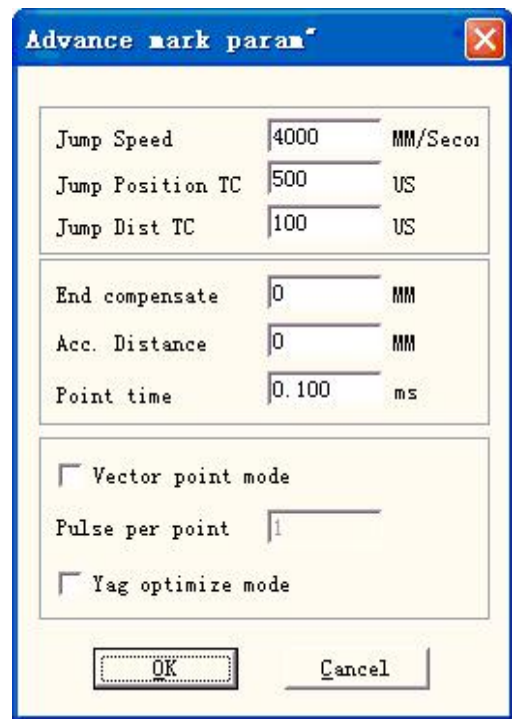 Advance mark param
Jump Speed 4000 MM/Secon
Jump Position TC 500 US
Jump Dist TC 100 US
End compensate 0 MM
Acc. Distance 0 MM
Point time 0.100 ms
Vector point mode
Pulse per point 1
Yag optimize mode
OK Cancel